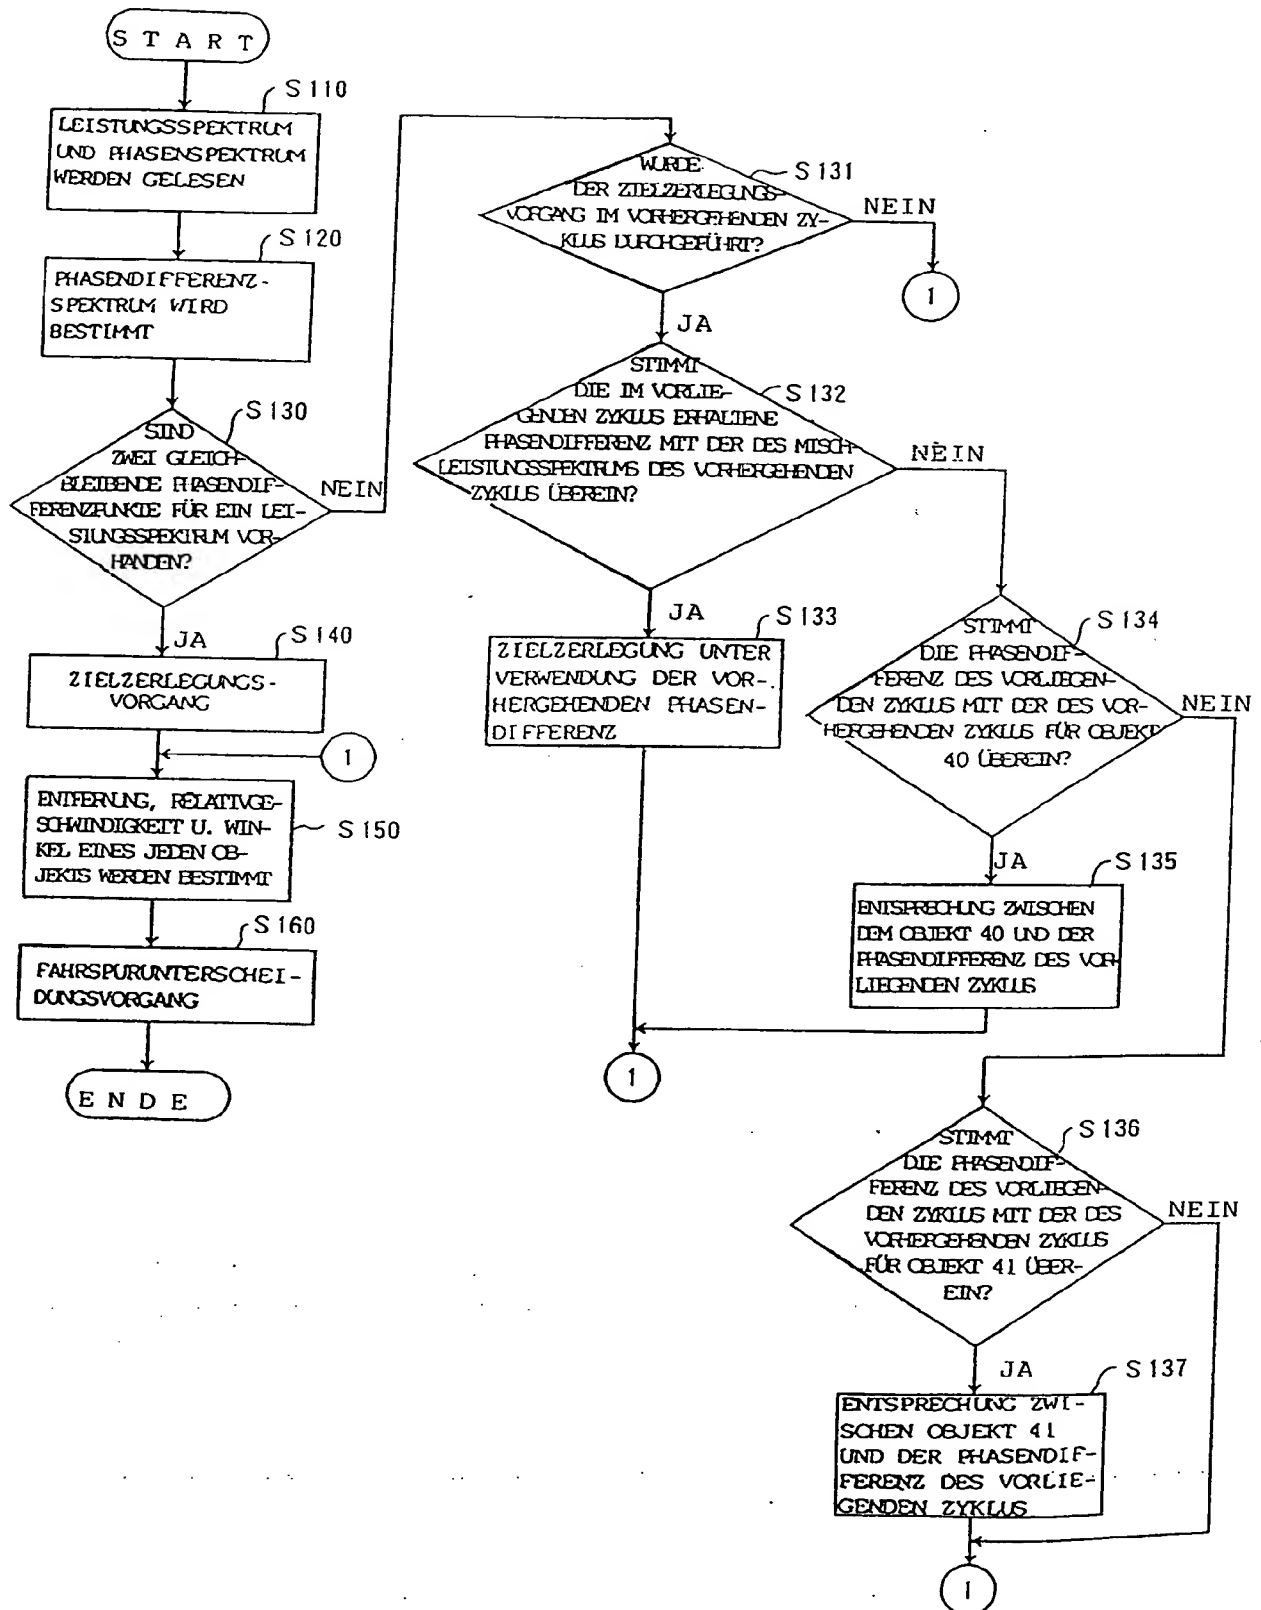 START
S110
LEISTUNGSSPEKTRUM
UND PHASENSPEKTRUM
WERDEN GELESEN
S120
PHASENDIFFERENZ-
SPEKTRUM WIRD
BESTIMMT
S130
SIND
ZWEI GLEICH-
BLEIBENDE PHASENDIF-
FERENZPUNKTE FÜR EIN LEI-
STUNGSSPEKTRUM VOR-
HANDEN?
NEIN
JA
S140
ZIELZERLEGUNGS-
VORGANG
1
ENTFERNUNG, RELATIVGE-
SCHWINDIGKEIT U. WIN-
KEL EINES JEDEN OB-
JEKTS WERDEN BESTIMMT
S150
S160
FAHRSPURUNTERSCHEI-
DUNGSVORGANG
ENDE
S131
WURDE
DER ZIELZERLEGUNGS-
VORGANG IM VORHERGEHENDEN ZY-
KLUS DURCHGEFÜHRT?
NEIN
1
JA
S132
STIMMT
DIE IM VORLIE-
GENDEN ZYKLUS ERHALTENE
PHASENDIFFERENZ MIT DER DES MISCH-
LEISTUNGSSPEKTRUMS DES VORHERGEHENDEN
ZYKLUS ÜBEREIN?
NEIN
JA
S133
ZIELZERLEGUNG UNTER
VERWENDUNG DER VOR-
HERGEHENDEN PHASEN-
DIFFERENZ
S134
STIMMT
DIE PHASENDIF-
FERENZ DES VORLIEGEN-
DEN ZYKLUS MIT DER DES VOR-
HERGEHENDEN ZYKLUS FÜR OBJEKT
40 ÜBEREIN?
NEIN
JA
S135
ENTSPRECHUNG ZWISCHEN
DEM OBJEKT 40 UND DER
PHASENDIFFERENZ DES VOR-
LIEGENDEN ZYKLUS
1
S136
STIMMT
DIE PHASENDIF-
FERENZ DES VORLIEGEN-
DEN ZYKLUS MIT DER DES
VORHERGEHENDEN ZYKLUS
FÜR OBJEKT 41 ÜBER-
EIN?
NEIN
JA
S137
ENTSPRECHUNG ZWI-
SCHEN OBJEKT 41
UND DER PHASENDIF-
FERENZ DES VORLIE-
GENDEN ZYKLUS
1